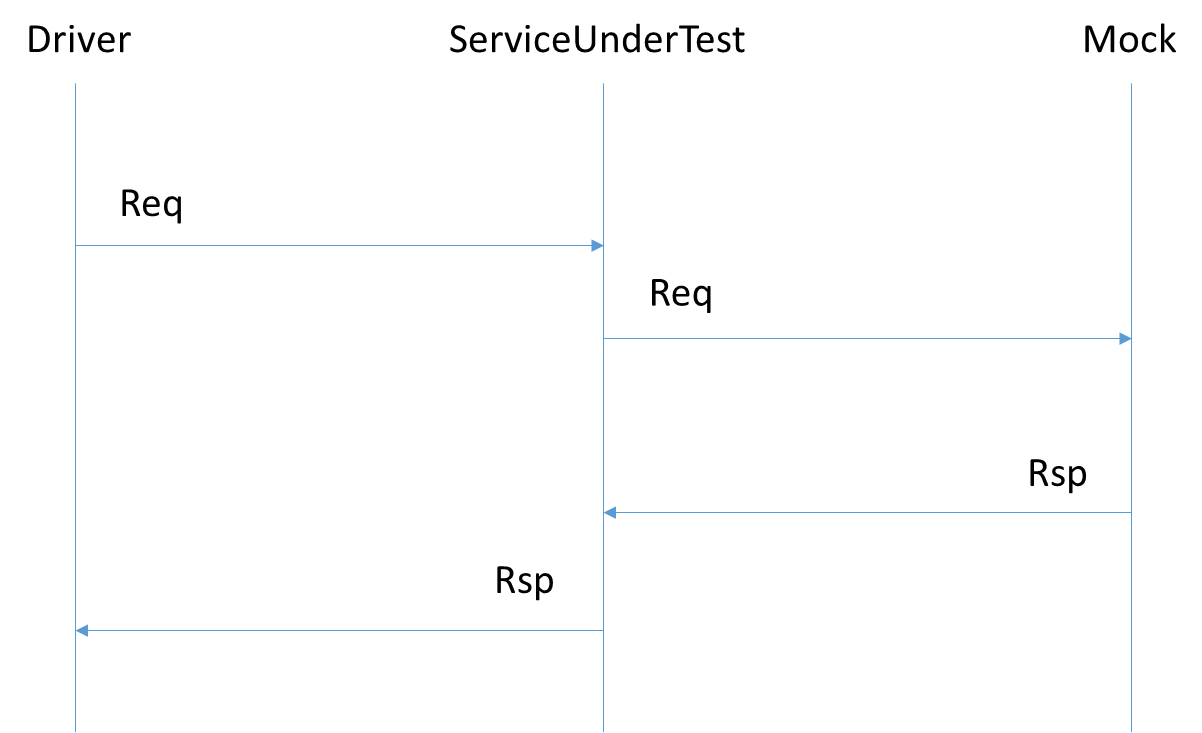 Driver
ServiceUnderTest
Mock
Req
Req
Rsp
Rsp